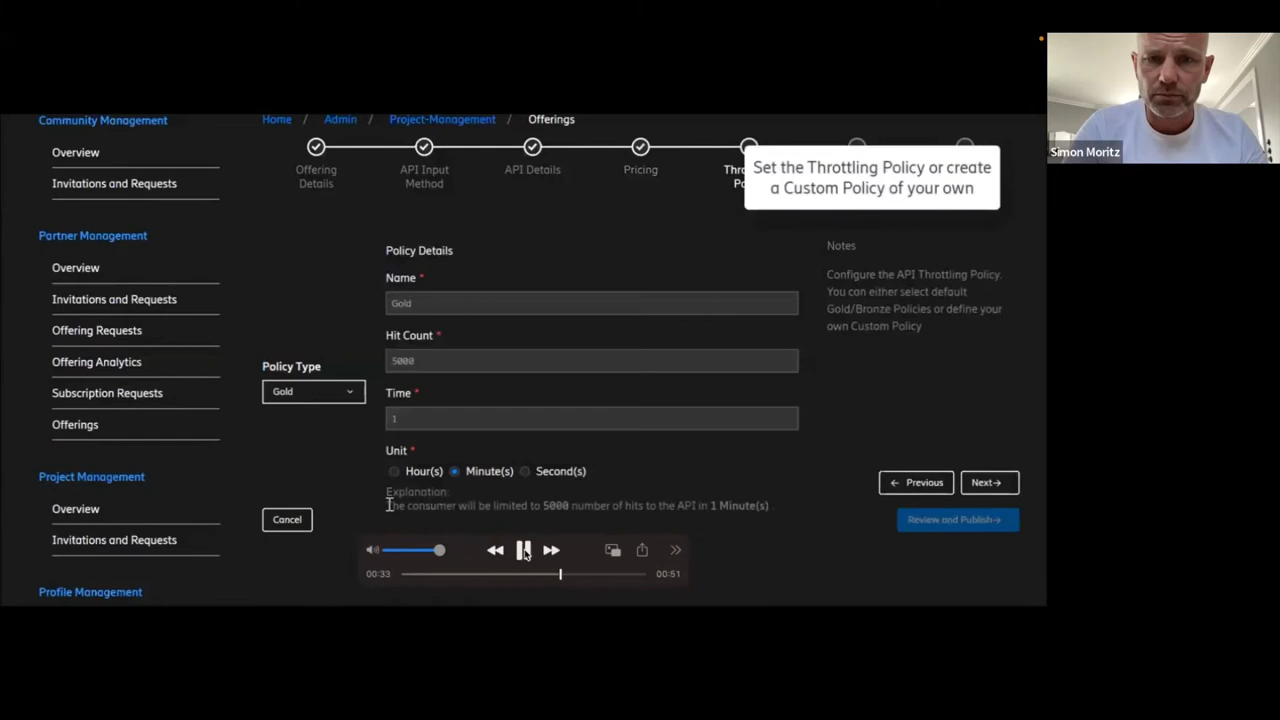 Community Management
Overview
Invitations and Requests
Partner Management
Overview
Invitations and Requests
Offering Requests
Offering Analytics
Subscription Requests
Offerings
Project Management
Overview
Invitations and Requests
Profile Management
Home / Admin / Project-Management / Offerings
Offering
Details
API Input
Method
API Details
Pricing
Set the Throttling Policy or create
a Custom Policy of your own
Policy Type
Gold
Cancel
Policy Details
Name *
Gold
Hit Count *
5000
Time *
1
Unit *
Hour(s) Minute(s) Second(s)
Explanation:
The consumer will be limited to 5000 number of hits to the API in 1 Minute(s) .
Notes
Configure the API Throttling Policy.
You can either select default
Gold/Bronze Policies or define your
own Custom Policy
← Previous
Next→
Review and Publish→
00:33
00:51
Simon Moritz